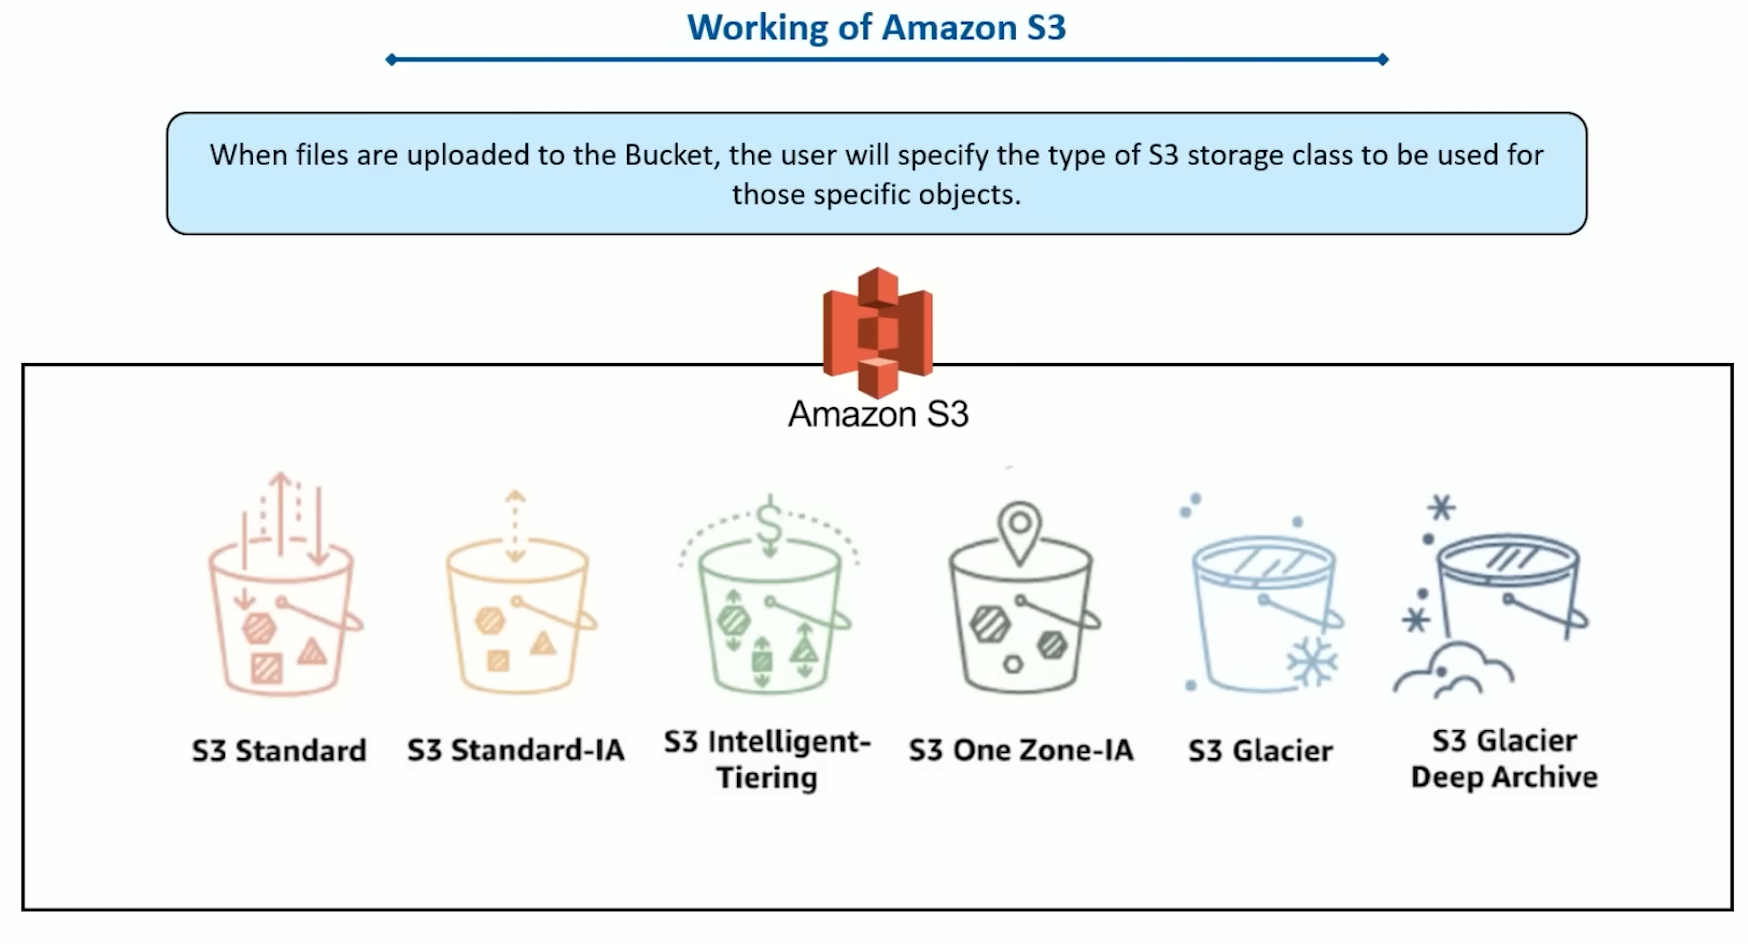 Working of Amazon S3
When files are uploaded to the Bucket, the user will specify the type of S3 storage class to be used for
those specific objects.
Amazon S3
$
S3 Standard
S3 Standard-IA
S3 Intelligent-
Tiering
S3 One Zone-IA
S3 Glacier
S3 Glacier
Deep Archive